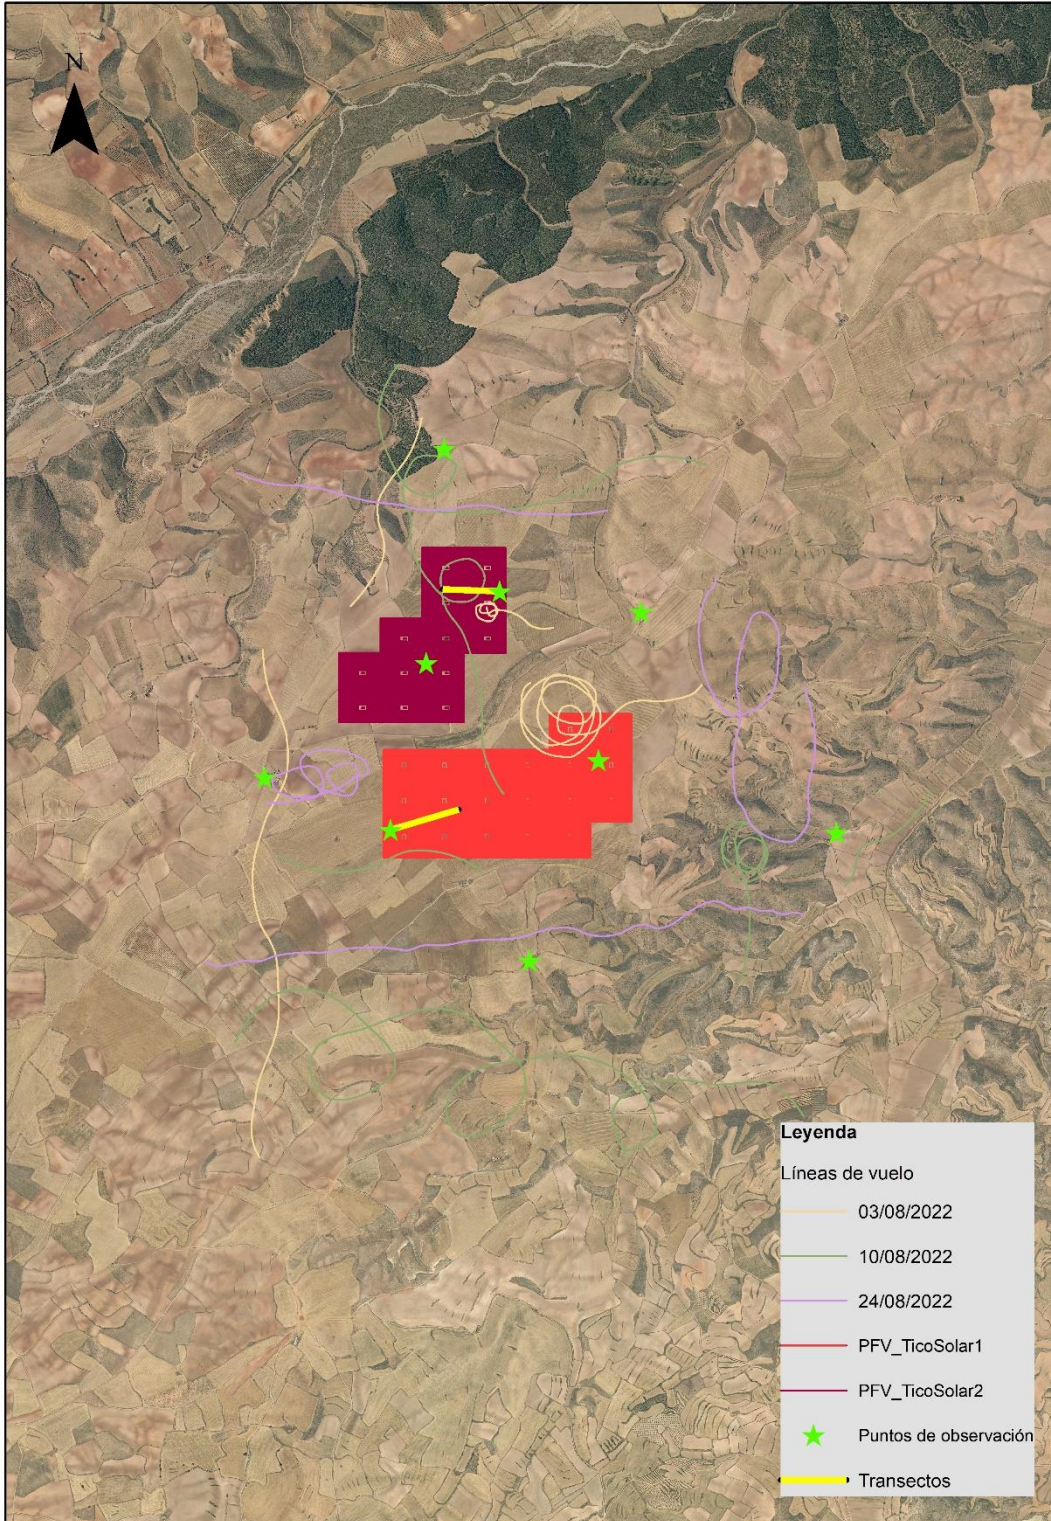 N
Leyenda
Líneas de vuelo
03/08/2022
10/08/2022
24/08/2022
PFV_TicoSolar1
PFV_TicoSolar2
Puntos de observación
Transectos